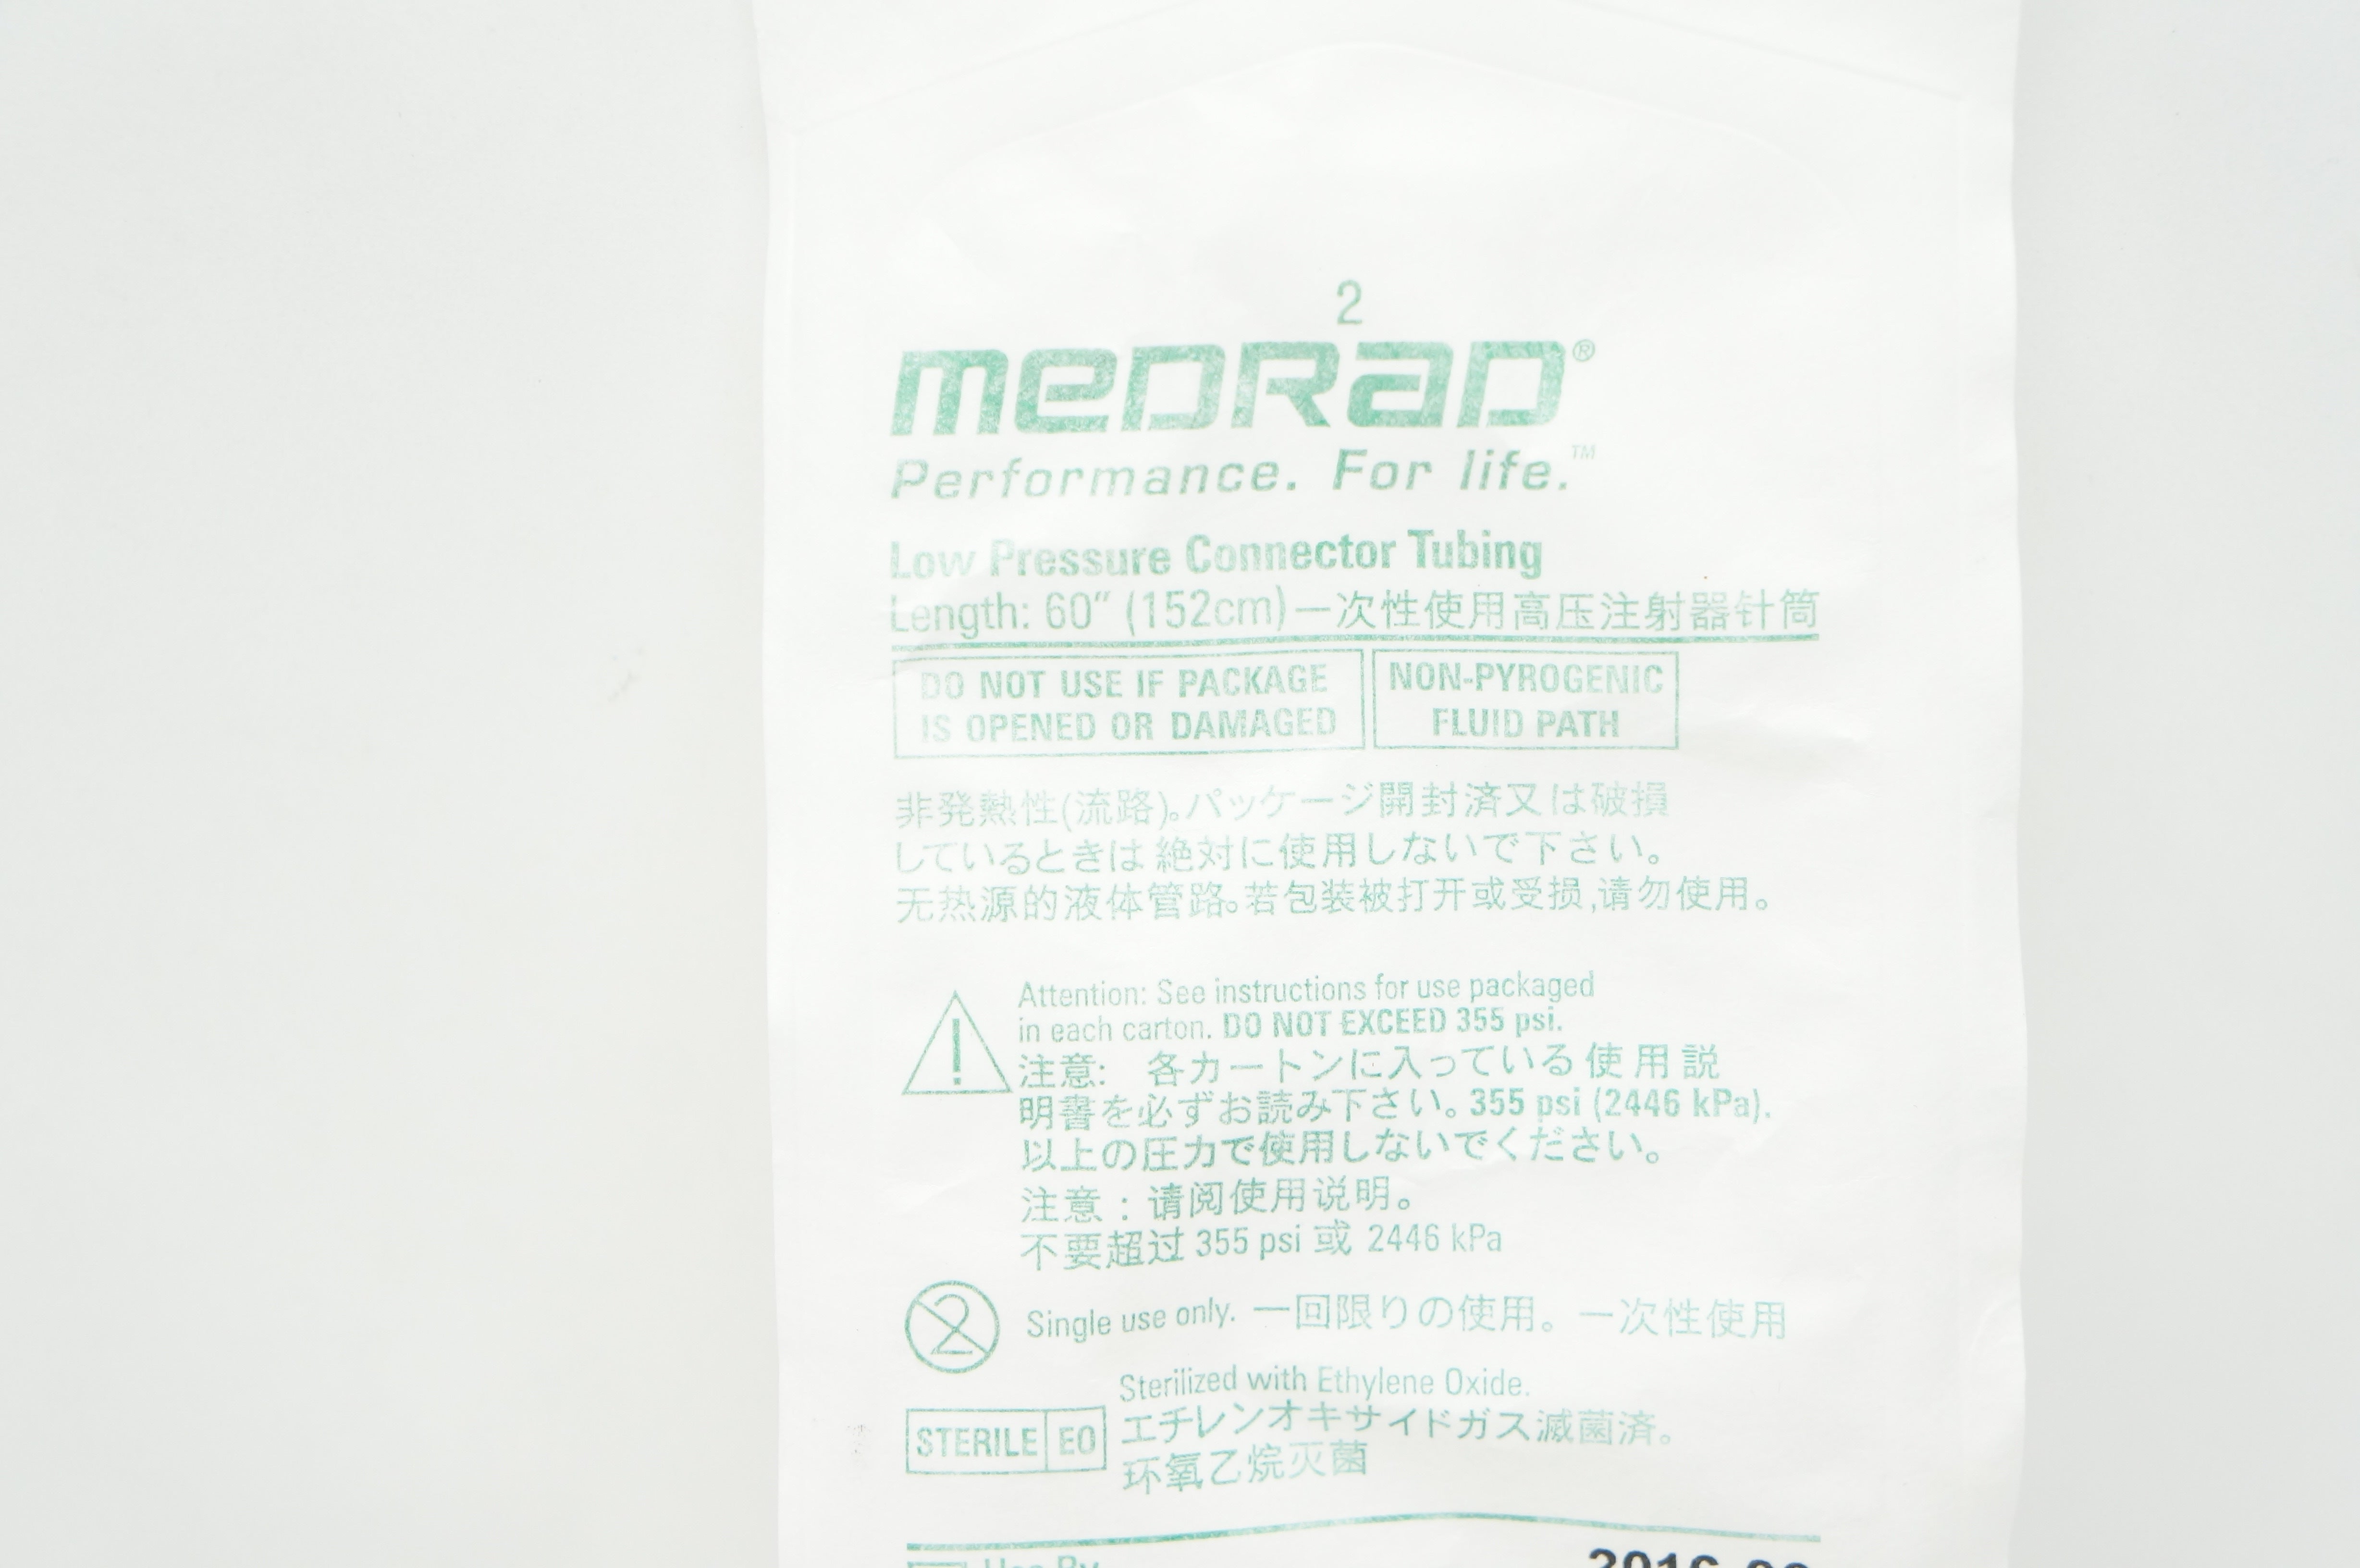 2
MEDRAD®
Performance. For life.™
Low Pressure Connector Tubing
Length: 60" (152cm) 一次性使用高压注射器针筒
DO NOT USE IF PACKAGE
IS OPENED OR DAMAGED
NON-PYROGENIC
FLUID PATH
非発熱性(流路)。パッケージ開封済又は破損
しているときは絶対に使用しないで下さい。
无热源的液体管路。若包装被打开或受损,请勿使用。
Attention: See instructions for use packaged
in each carton. DO NOT EXCEED 355 psi.
注意: 各カートンに入っている使用説
明書を必ずお読み下さい。355 psi (2446 kPa).
以上の圧力で使用しないでください。
注意：请阅使用说明。
不要超过 355 psi 或 2446 kPa
2
Single use only. 一回限りの使用。 一次性使用
Sterilized with Ethylene Oxide.
STERILE EO
エチレンオキサイドガス滅菌済。
环氧乙烷灭菌
Use By